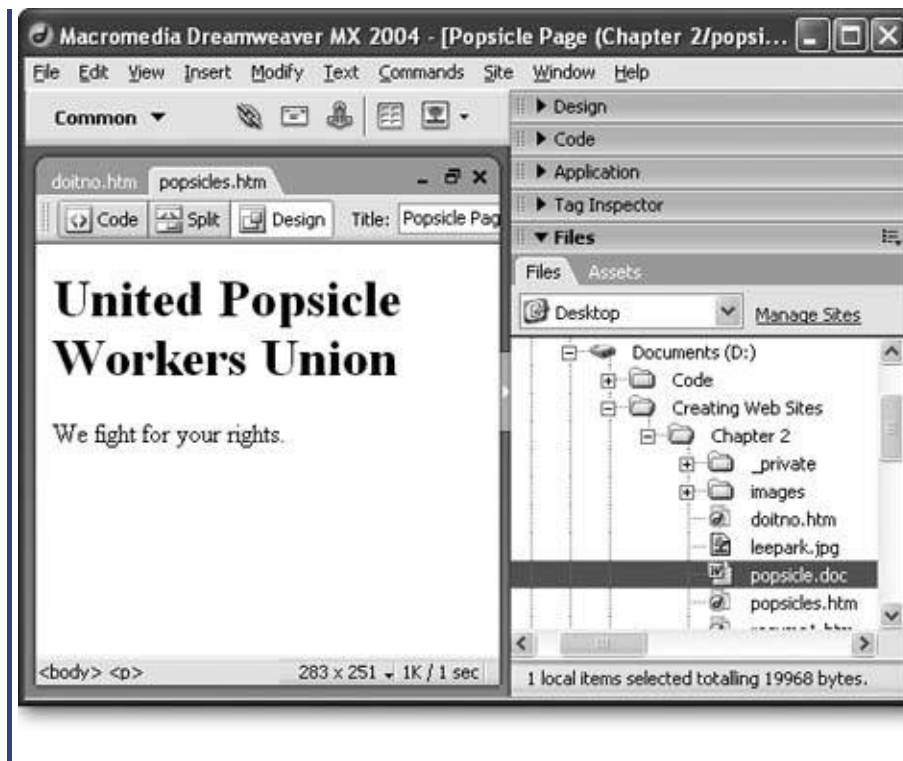 Macromedia Dreamweaver MX 2004 - [Popsicle Page (Chapter 2/popsi...
File Edit View Insert Modify Text Commands Site Window Help
Common
doitno.htm popsicles.htm
Code Split Design Title: Popsicle Pag
United Popsicle
Workers Union
We fight for your rights.
<body> <p> 283 x 251 1K / 1 sec
Design
Code
Application
Tag Inspector
Files
Files Assets
Desktop Manage Sites
Documents (D:)
Code
Creating Web Sites
Chapter 2
_private
images
doitno.htm
leepark.jpg
popsicle.doc
popsicles.htm
1 local items selected totalling 19968 bytes.